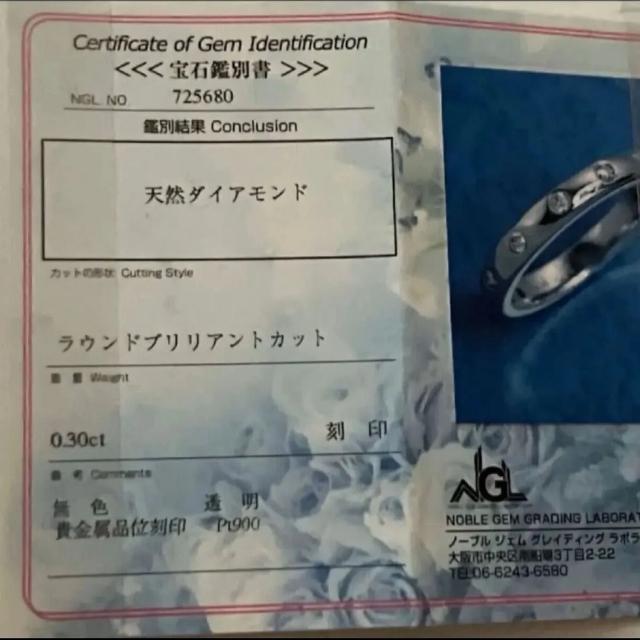 Certificate of Gem Identification
<<< 宝石鑑別書 >>>
NGL NO. 725680
鑑別結果 Conclusion
天然ダイアモンド
カットの形状 Cutting Style
ラウンドブリリアントカット
重 量 Weight
0.30ct 刻 印
備 考 Comments
無 色 透 明
貴金属品位刻印 Pt900
NGL
NOBLE GEM GRADING LABORAT
ノーブル ジェム グレイディング ラボラ
大阪市中央区南船場3丁目2-22
TEL.06-6243-6580